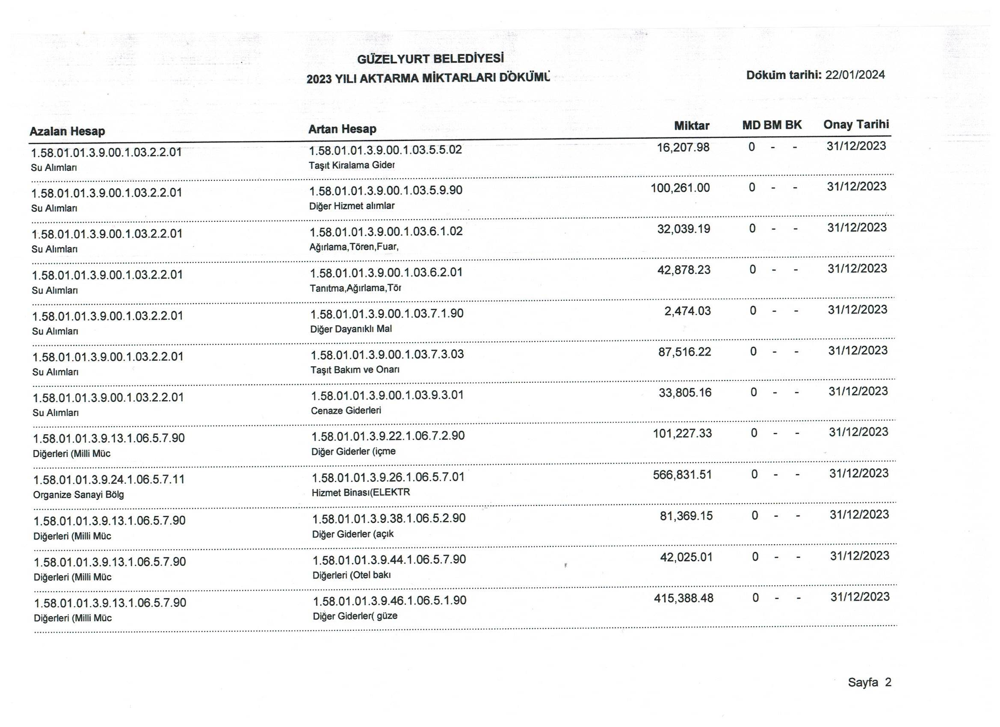 GÜZELYURT BELEDİYESİ
2023 YILI AKTARMA MİKTARLARI DÖKÜMÜ
Döküm tarihi: 22/01/2024
Azalan Hesap Artan Hesap Miktar MD BM BK Onay Tarihi
1.58.01.01.3.9.00.1.03.2.2.01 1.58.01.01.3.9.00.1.03.5.5.02 16,207.98 0 - - 31/12/2023
Su Alımları Taşıt Kiralama Gider
1.58.01.01.3.9.00.1.03.2.2.01 1.58.01.01.3.9.00.1.03.5.9.90 100,261.00 0 - - 31/12/2023
Su Alımları Diğer Hizmet alımlar
1.58.01.01.3.9.00.1.03.2.2.01 1.58.01.01.3.9.00.1.03.6.1.02 32,039.19 0 - - 31/12/2023
Su Alımları Ağırlama,Tören,Fuar,
1.58.01.01.3.9.00.1.03.2.2.01 1.58.01.01.3.9.00.1.03.6.2.01 42,878.23 0 - - 31/12/2023
Su Alımları Tanıtma,Ağırlama,Tör
1.58.01.01.3.9.00.1.03.2.2.01 1.58.01.01.3.9.00.1.03.7.1.90 2,474.03 0 - - 31/12/2023
Su Alımları Diğer Dayanıklı Mal
1.58.01.01.3.9.00.1.03.2.2.01 1.58.01.01.3.9.00.1.03.7.3.03 87,516.22 0 - - 31/12/2023
Su Alımları Taşıt Bakım ve Onarı
1.58.01.01.3.9.00.1.03.2.2.01 1.58.01.01.3.9.00.1.03.9.3.01 33,805.16 0 - - 31/12/2023
Su Alımları Cenaze Giderleri
1.58.01.01.3.9.13.1.06.5.7.90 1.58.01.01.3.9.22.1.06.7.2.90 101,227.33 0 - - 31/12/2023
Diğerleri (Milli Müc Diğer Giderler (içme
1.58.01.01.3.9.24.1.06.5.7.11 1.58.01.01.3.9.26.1.06.5.7.01 566,831.51 0 - - 31/12/2023
Organize Sanayi Bölg Hizmet Binası(ELEKTR
1.58.01.01.3.9.13.1.06.5.7.90 1.58.01.01.3.9.38.1.06.5.2.90 81,369.15 0 - - 31/12/2023
Diğerleri (Milli Müc Diğer Giderler (açık
1.58.01.01.3.9.13.1.06.5.7.90 1.58.01.01.3.9.44.1.06.5.7.90 42,025.01 0 - - 31/12/2023
Diğerleri (Milli Müc Diğerleri (Otel bakı
1.58.01.01.3.9.13.1.06.5.7.90 1.58.01.01.3.9.46.1.06.5.1.90 415,388.48 0 - - 31/12/2023
Diğerleri (Milli Müc Diğer Giderler( güze
Sayfa 2